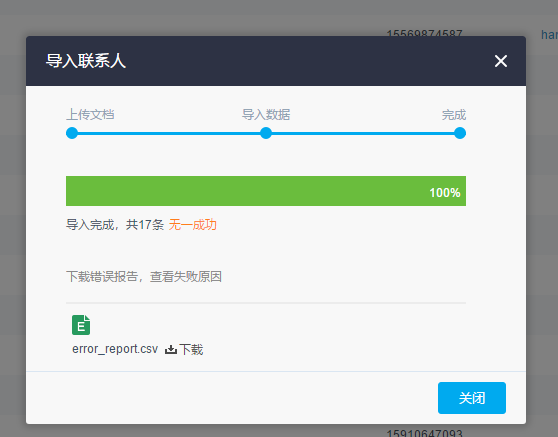 15569874587 han
导入联系人
上传文档 导入数据 完成
100%
导入完成，共17条 无一成功
下载错误报告，查看失败原因
E
error_report.csv 下载
关闭
15910647093